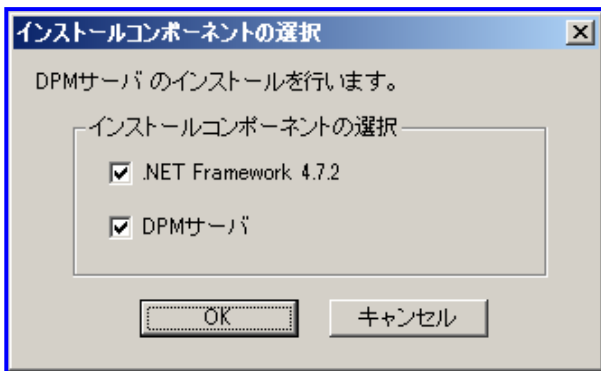 インストールコンポーネントの選択
DPMサーバ のインストールを行います。
インストールコンポーネントの選択
.NET Framework 4.7.2
DPMサーバ
OK
キャンセル